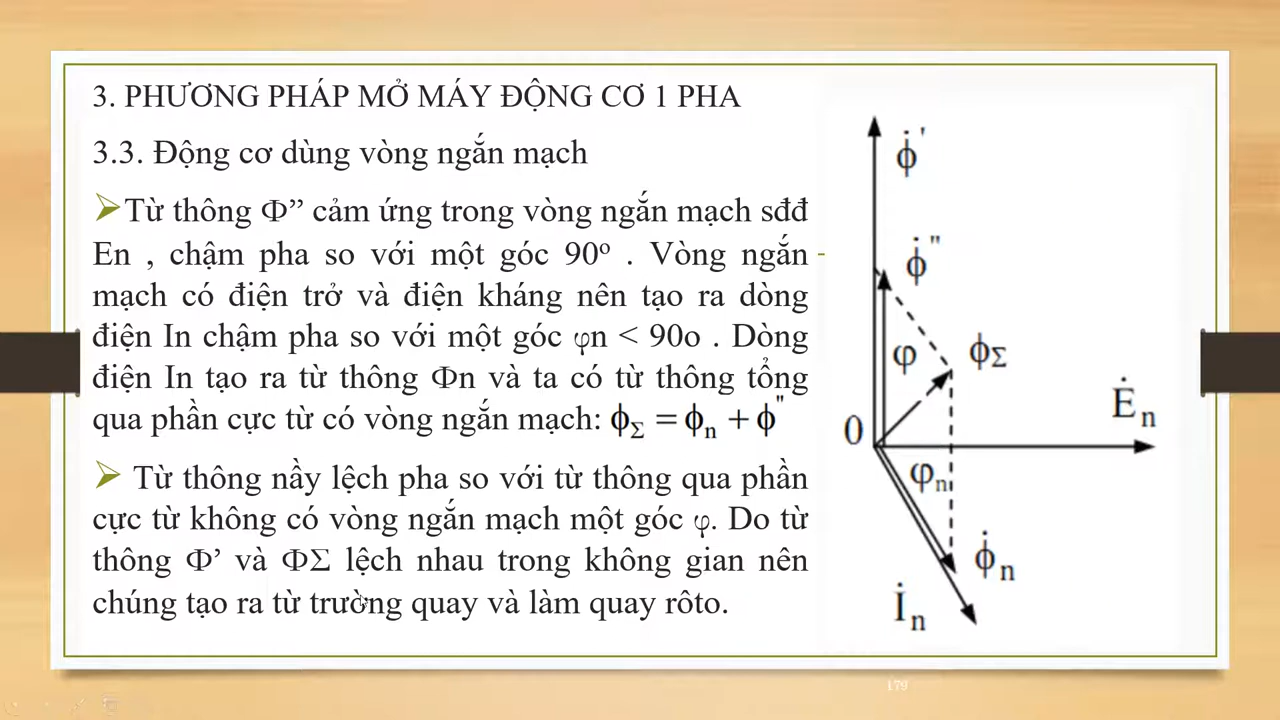 3. PHƯƠNG PHÁP MỞ MÁY ĐỘNG CƠ 1 PHA
3.3. Động cơ dùng vòng ngắn mạch
Từ thông Φ” cảm ứng trong vòng ngắn mạch sđđ
En , chậm pha so với một góc 90º . Vòng ngắn
mạch có điện trở và điện kháng nên tạo ra dòng
điện In chậm pha so với một góc φn < 90o . Dòng
điện In tạo ra từ thông Φn và ta có từ thông tổng
qua phần cực từ có vòng ngắn mạch: ϕΣ = ϕn + ϕ"
Từ thông nầy lệch pha so với từ thông qua phần
cực từ không có vòng ngắn mạch một góc φ. Do từ
thông Φ’ và ΦΣ lệch nhau trong không gian nên
chúng tạo ra từ trường quay và làm quay rôto.
ϕ̇'
ϕ̇"
φ
ϕΣ
Ėn
0
φn
ϕ̇n
İn
179